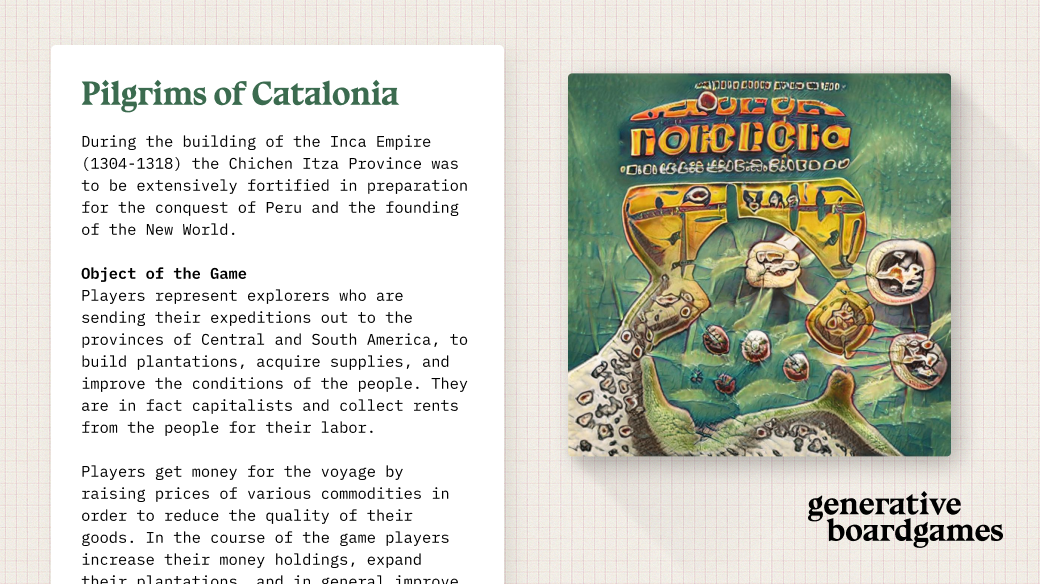 Pilgrims of Catalonia
During the building of the Inca Empire
(1304-1318) the Chichen Itza Province was
to be extensively fortified in preparation
for the conquest of Peru and the founding
of the New World.
Object of the Game
Players represent explorers who are
sending their expeditions out to the
provinces of Central and South America, to
build plantations, acquire supplies, and
improve the conditions of the people. They
are in fact capitalists and collect rents
from the people for their labor.
Players get money for the voyage by
raising prices of various commodities in
order to reduce the quality of their
goods. In the course of the game players
increase their money holdings, expand
their plantations, and in general improve
generative
boardgames